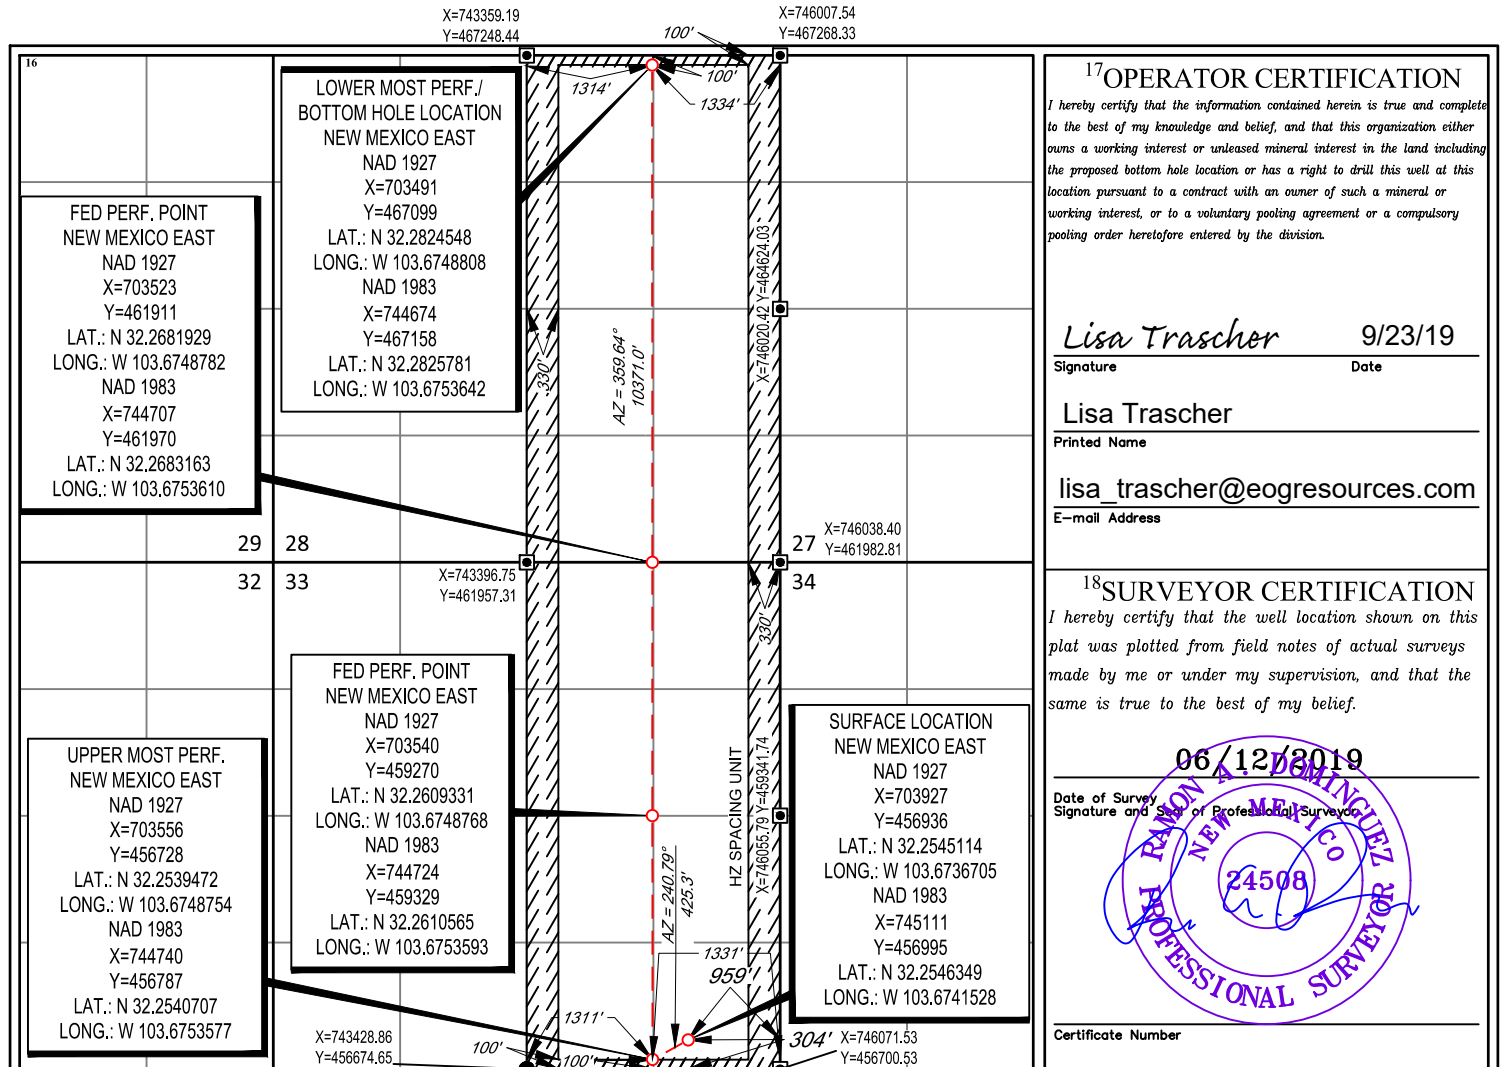 X=743359.19
Y=467248.44
X=746007.54
Y=467268.33
100'
16
100'
1314'
1334'
LOWER MOST PERF./
BOTTOM HOLE LOCATION
NEW MEXICO EAST
NAD 1927
X=703491
Y=467099
LAT.: N 32.2824548
LONG.: W 103.6748808
NAD 1983
X=744674
Y=467158
LAT.: N 32.2825781
LONG.: W 103.6753642
FED PERF. POINT
NEW MEXICO EAST
NAD 1927
X=703523
Y=461911
LAT.: N 32.2681929
LONG.: W 103.6748782
NAD 1983
X=744707
Y=461970
LAT.: N 32.2683163
LONG.: W 103.6753610
330'
AZ = 359.64°
10371.0'
X=746020.42 Y=464624.03
29 28
27
X=746038.40
Y=461982.81
32 33
34
X=743396.75
Y=461957.31
330'
FED PERF. POINT
NEW MEXICO EAST
NAD 1927
X=703540
Y=459270
LAT.: N 32.2609331
LONG.: W 103.6748768
NAD 1983
X=744724
Y=459329
LAT.: N 32.2610565
LONG.: W 103.6753593
UPPER MOST PERF.
NEW MEXICO EAST
NAD 1927
X=703556
Y=456728
LAT.: N 32.2539472
LONG.: W 103.6748754
NAD 1983
X=744740
Y=456787
LAT.: N 32.2540707
LONG.: W 103.6753577
HZ SPACING UNIT
X=746055.79 Y=459341.74
AZ = 240.79°
425.3'
SURFACE LOCATION
NEW MEXICO EAST
NAD 1927
X=703927
Y=456936
LAT.: N 32.2545114
LONG.: W 103.6736705
NAD 1983
X=745111
Y=456995
LAT.: N 32.2546349
LONG.: W 103.6741528
1331'
959'
1311'
304'
100'
100'
X=743428.86
Y=456674.65
X=746071.53
Y=456700.53
17 OPERATOR CERTIFICATION
I hereby certify that the information contained herein is true and complete
to the best of my knowledge and belief, and that this organization either
owns a working interest or unleased mineral interest in the land including
the proposed bottom hole location or has a right to drill this well at this
location pursuant to a contract with an owner of such a mineral or
working interest, or to a voluntary pooling agreement or a compulsory
pooling order heretofore entered by the division.
Lisa Trascher 9/23/19
Signature Date
Lisa Trascher
Printed Name
lisa_trascher@eogresources.com
E-mail Address
18 SURVEYOR CERTIFICATION
I hereby certify that the well location shown on this
plat was plotted from field notes of actual surveys
made by me or under my supervision, and that the
same is true to the best of my belief.
06/12/2019
Date of Survey
Signature and Seal of Professional Surveyor
RAMON A. DOMINGUEZ
NEW MEXICO
24508
PROFESSIONAL SURVEYOR
Certificate Number